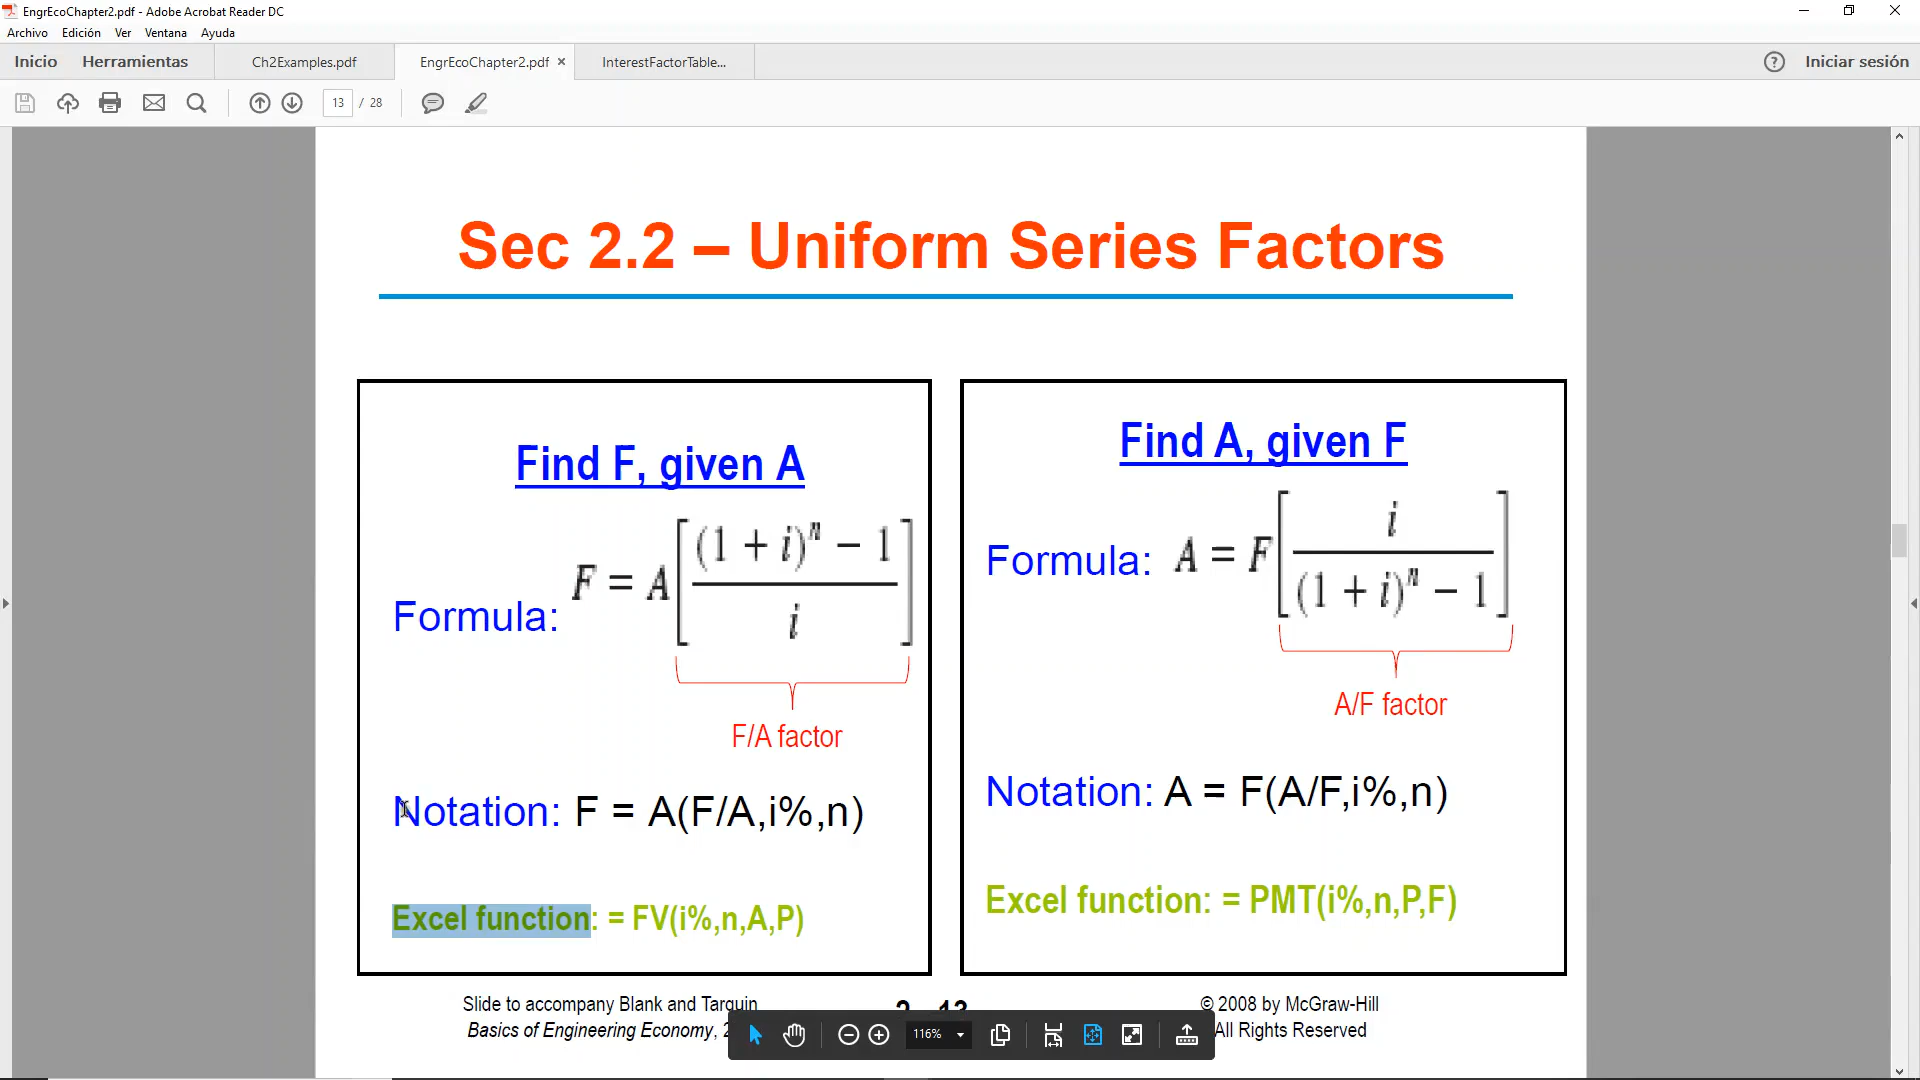 EngrEcoChapter2.pdf - Adobe Acrobat Reader DC
Archivo Edición Ver Ventana Ayuda
Inicio Herramientas Ch2Examples.pdf EngrEcoChapter2.pdf × InterestFactorTable... ? Iniciar sesión
13 / 28
Sec 2.2 – Uniform Series Factors
Find F, given A
Formula: F = A[((1 + i)^n − 1) / i]
F/A factor
Notation: F = A(F/A,i%,n)
Excel function: = FV(i%,n,A,P)
Find A, given F
Formula: A = F[i / ((1 + i)^n − 1)]
A/F factor
Notation: A = F(A/F,i%,n)
Excel function: = PMT(i%,n,P,F)
Slide to accompany Blank and Tarquin
Basics of Engineering Economy,
2 - 13
© 2008 by McGraw-Hill
All Rights Reserved
116%